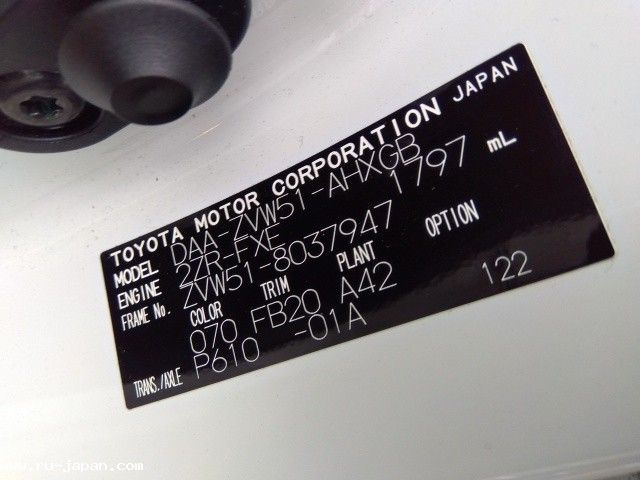 TOYOTA MOTOR CORPORATION JAPAN
MODEL DAA-ZVW51-AHXGB
ENGINE 2ZR-FXE 1797 mL
FRAME No. ZVW51-8037947
COLOR TRIM PLANT OPTION
070 FB20 A42 122
TRANS./AXLE P610 -01A
www.ru-japan.com